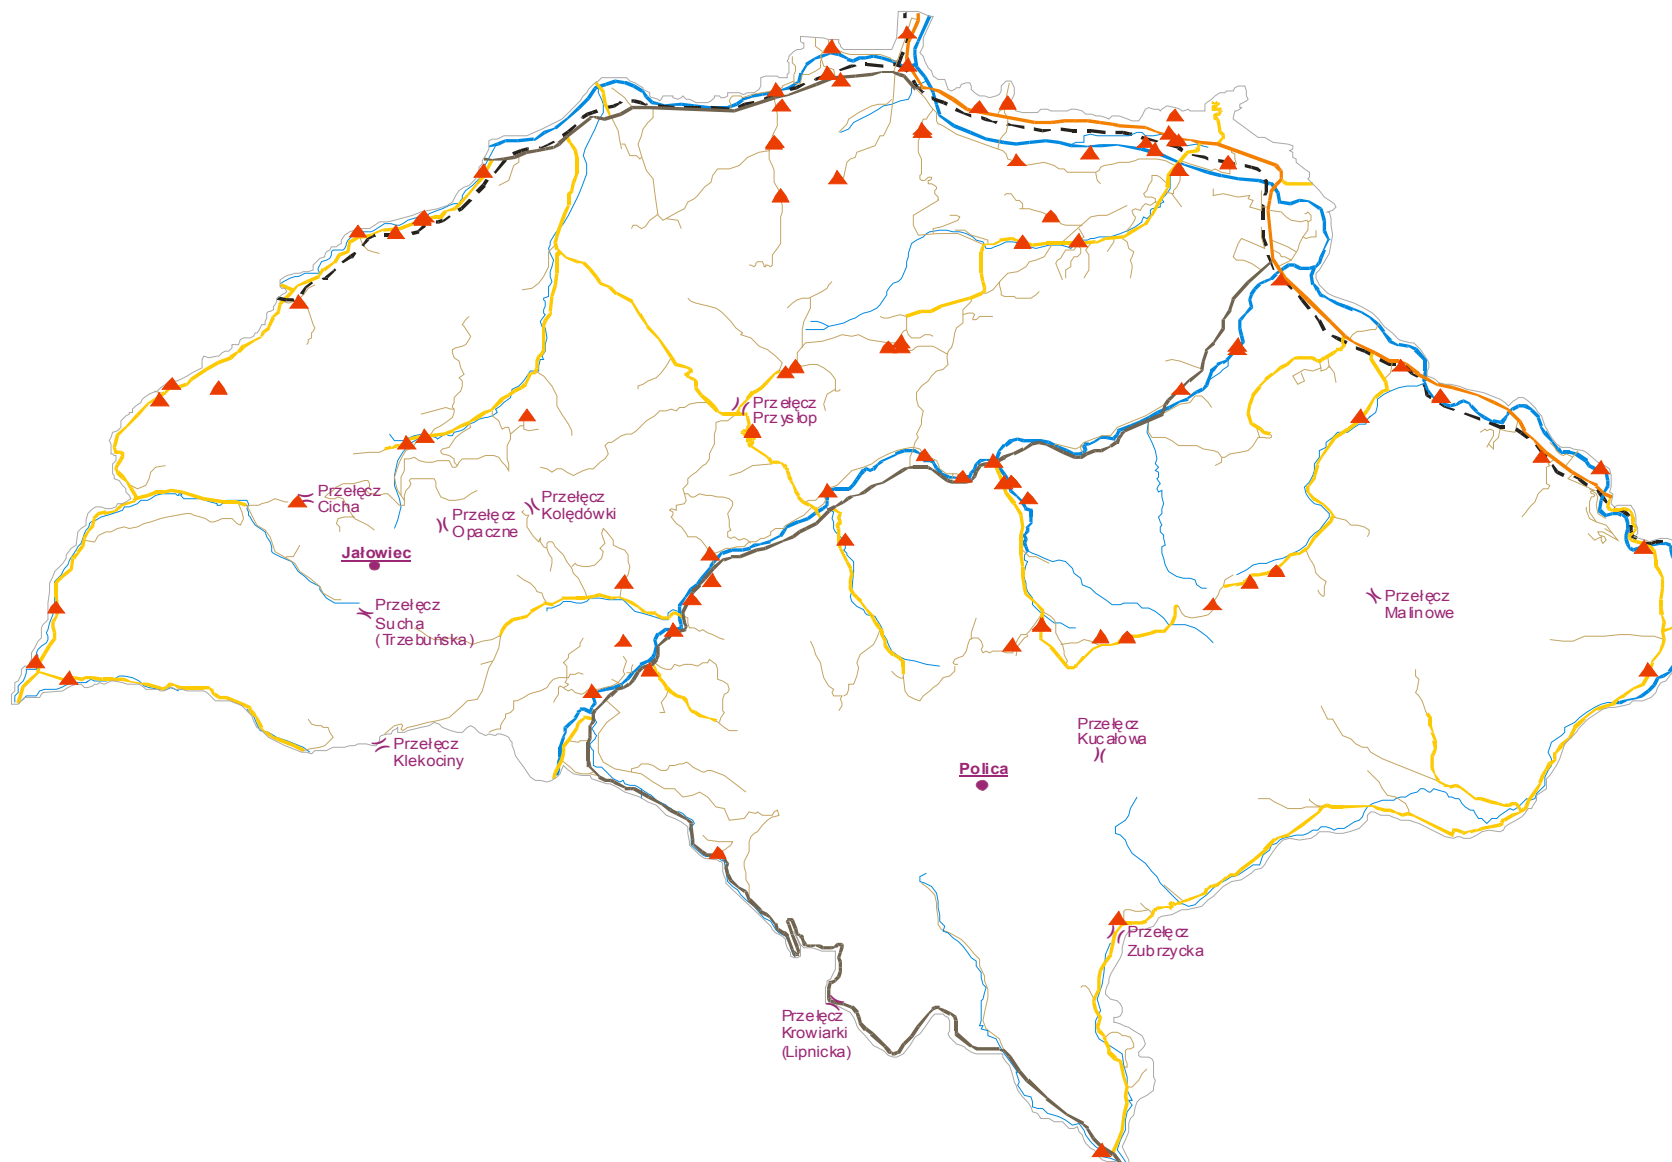 Przełęcz
Przysłop
Przełęcz
Cicha
Przełęcz
Kolędówki
Przełęcz
Opaczne
Jałowiec
Przełęcz
Sucha
(Trzebuńska)
Przełęcz
Malinowe
Przełęcz
Klekociny
Przełęcz
Kucałowa
Polica
Przełęcz
Zubrzycka
Przełęcz
Krowiarki
(Lipnicka)